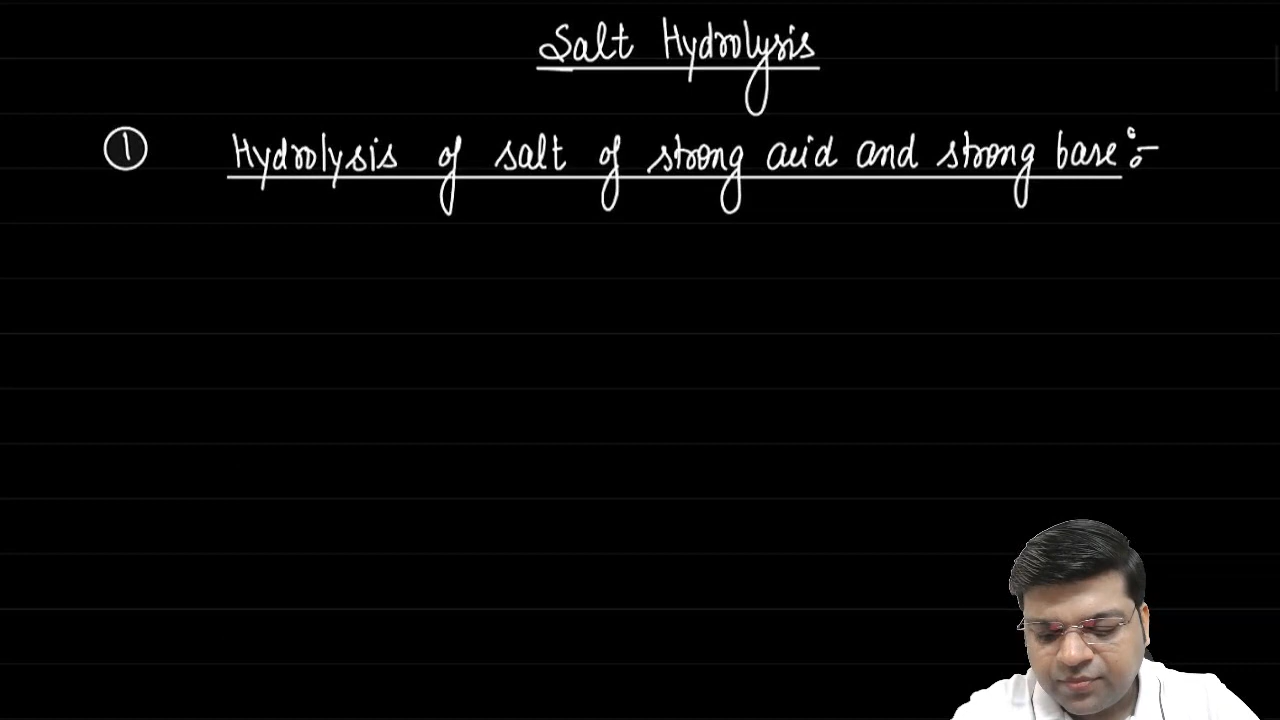 Salt Hydrolysis
① Hydrolysis of salt of strong acid and strong base :-